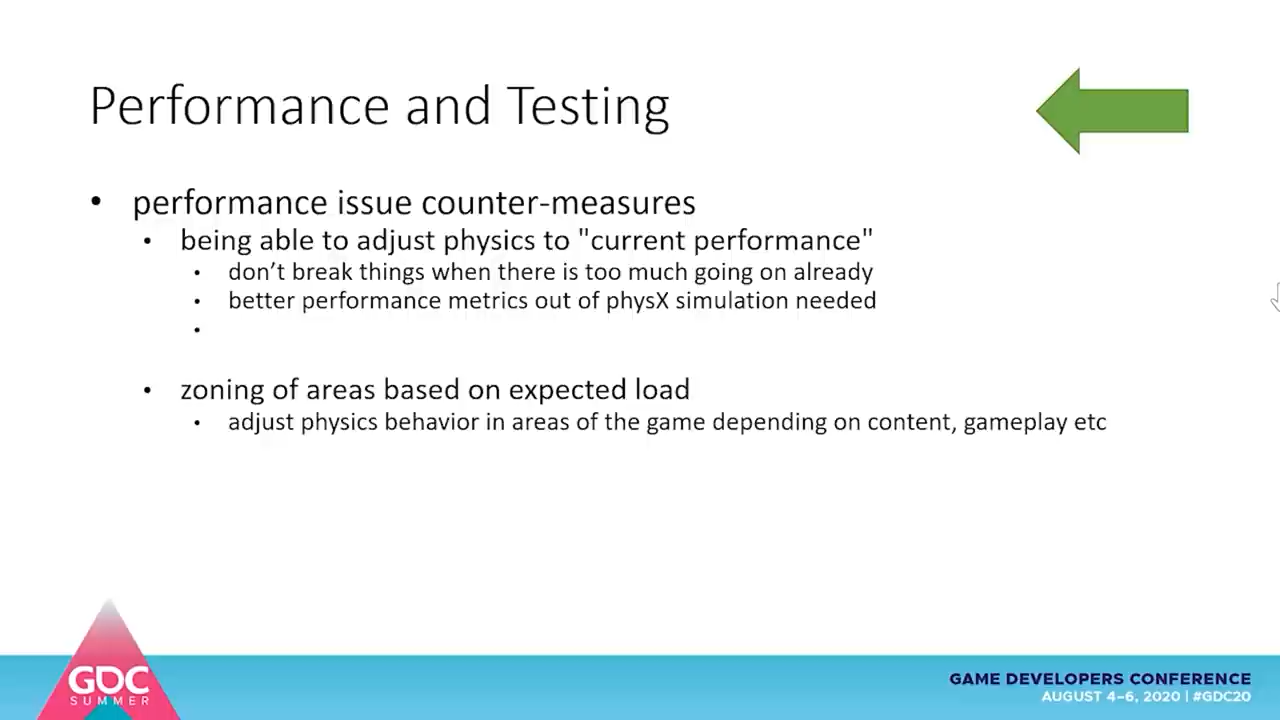 Performance and Testing
• performance issue counter-measures
• being able to adjust physics to "current performance"
• don’t break things when there is too much going on already
• better performance metrics out of physX simulation needed
•
• zoning of areas based on expected load
• adjust physics behavior in areas of the game depending on content, gameplay etc
GDC
SUMMER
GAME DEVELOPERS CONFERENCE
AUGUST 4–6, 2020 | #GDC20